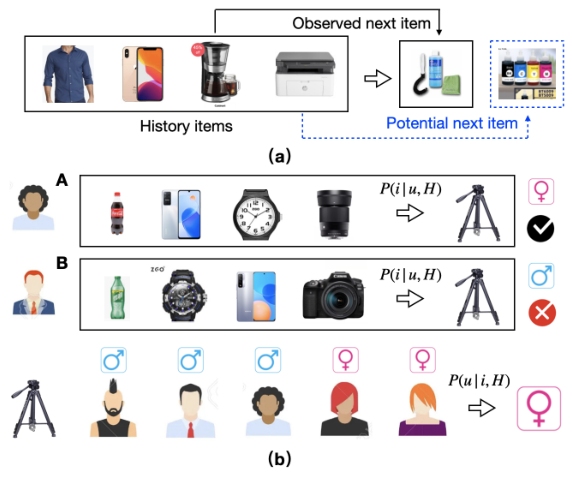 Observed next item
History items
Potential next item
(a)
A
P(i|u, H)
B
P(i|u, H)
P(u|i, H)
(b)